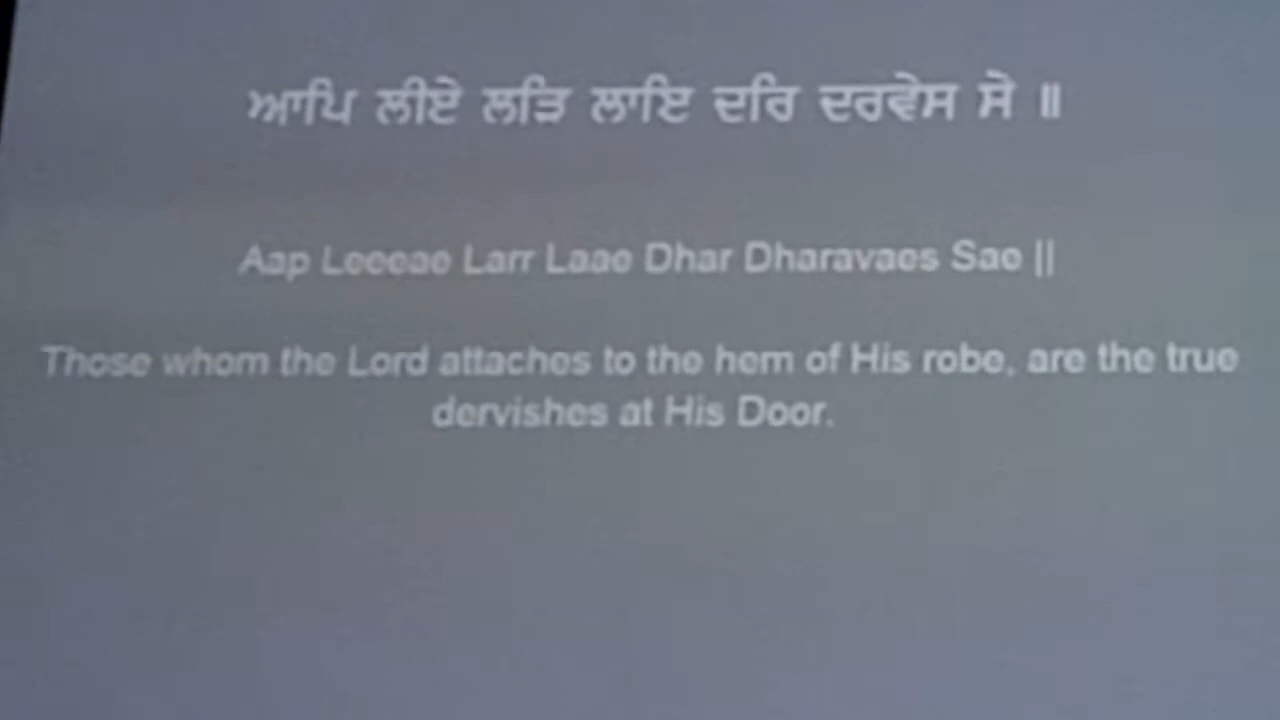 ਆਪਿ ਲੀਏ ਲੜਿ ਲਾਇ ਦਰਿ ਦਰਵੇਸ ਸੇ ॥
Aap Leeeae Larr Laae Dhar Dharavaes Sae ||
Those whom the Lord attaches to the hem of His robe, are the true
dervishes at His Door.